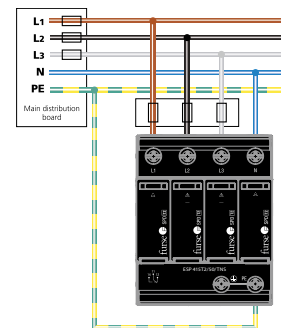 L1
L2
L3
N
PE
Main distribution
board
L1 L2 L3 N
furse furse furse furse
ESP 415T2/50/TNS
PE